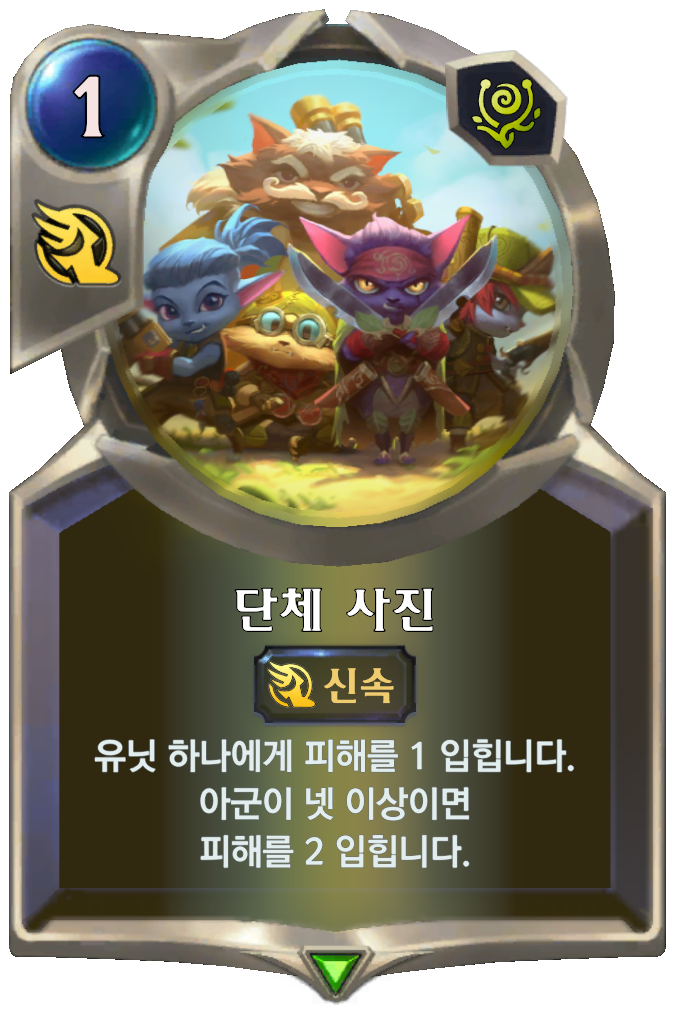 1
단체 사진
신속
유닛 하나에게 피해를 1 입힙니다.
아군이 넷 이상이면
피해를 2 입힙니다.